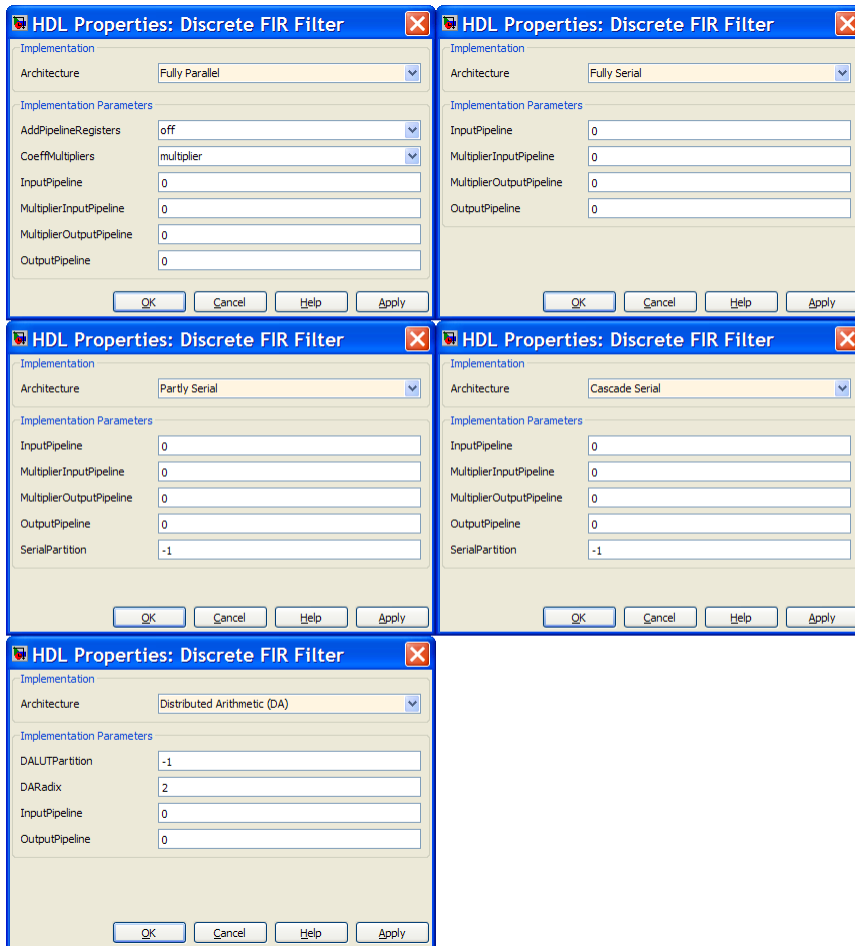 HDL Properties: Discrete FIR Filter
Implementation
Architecture Fully Parallel
Implementation Parameters
AddPipelineRegisters off
CoeffMultipliers multiplier
InputPipeline 0
MultiplierInputPipeline 0
MultiplierOutputPipeline 0
OutputPipeline 0
OK Cancel Help Apply
HDL Properties: Discrete FIR Filter
Implementation
Architecture Fully Serial
Implementation Parameters
InputPipeline 0
MultiplierInputPipeline 0
MultiplierOutputPipeline 0
OutputPipeline 0
OK Cancel Help Apply
HDL Properties: Discrete FIR Filter
Implementation
Architecture Partly Serial
Implementation Parameters
InputPipeline 0
MultiplierInputPipeline 0
MultiplierOutputPipeline 0
OutputPipeline 0
SerialPartition -1
OK Cancel Help Apply
HDL Properties: Discrete FIR Filter
Implementation
Architecture Cascade Serial
Implementation Parameters
InputPipeline 0
MultiplierInputPipeline 0
MultiplierOutputPipeline 0
OutputPipeline 0
SerialPartition -1
OK Cancel Help Apply
HDL Properties: Discrete FIR Filter
Implementation
Architecture Distributed Arithmetic (DA)
Implementation Parameters
DALUTPartition -1
DARadix 2
InputPipeline 0
OutputPipeline 0
OK Cancel Help Apply